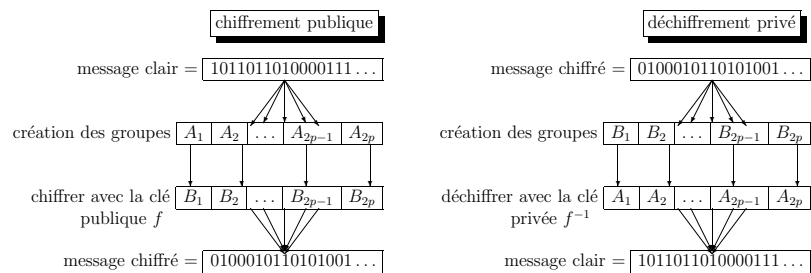 chiffrement publique
message clair = 1011011010000111 ...
création des groupes A₁ A₂ ... A₂ₚ₋₁ A₂ₚ
chiffrer avec la clé B₁ B₂ ... B₂ₚ₋₁ B₂ₚ
publique f
message chiffré = 0100010110101001 ...
déchiffrement privé
message chiffré = 0100010110101001 ...
création des groupes B₁ B₂ ... B₂ₚ₋₁ B₂ₚ
déchiffrer avec la clé A₁ A₂ ... A₂ₚ₋₁ A₂ₚ
privée f⁻¹
message clair = 1011011010000111 ...